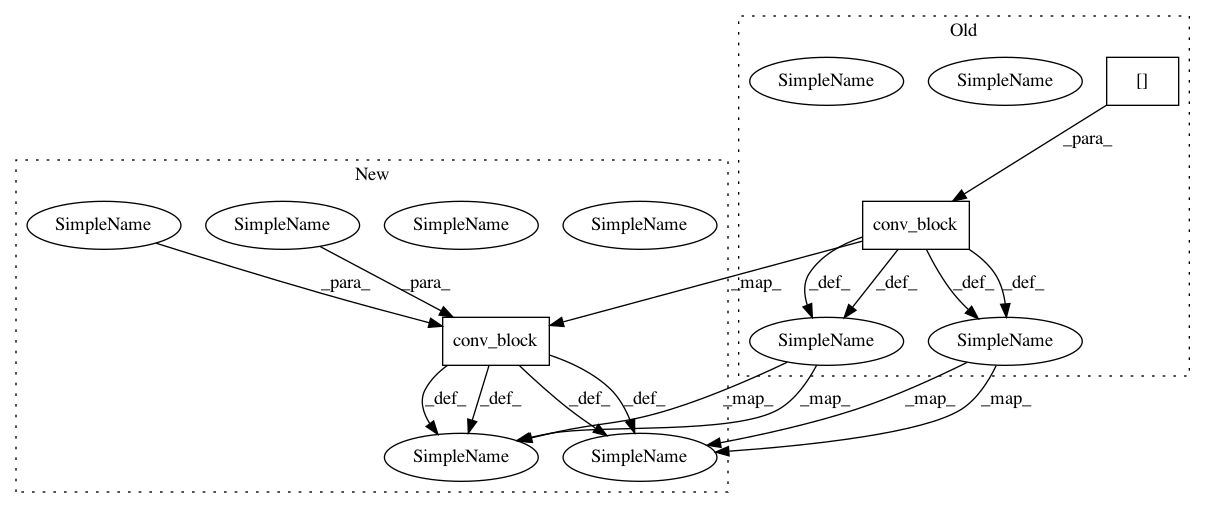 Old
SimpleName SimpleName []
_para_
New
SimpleName SimpleName SimpleName SimpleName conv_block
_para_ _para_ _map_ _def_ _def_ _def_ _def_
conv_block SimpleName SimpleName
_def_ _def_ _def_ _def_ _map_ _map_ _map_ _map_
SimpleName SimpleName